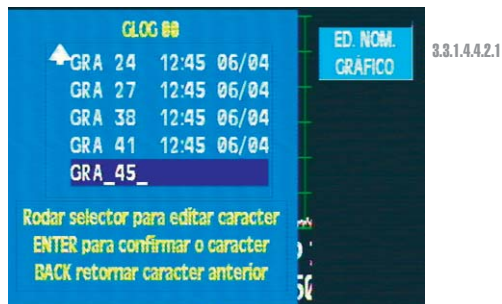 GLOG 00
GRA 24 12:45 06/04
GRA 27 12:45 06/04
GRA 38 12:45 06/04
GRA 41 12:45 06/04
GRA_45_
Rodar selector para editar caracter
ENTER para confirmar o caracter
BACK retornar caracter anterior
ED. NOM.
GRÁFICO
3.3.1.4.4.2.1